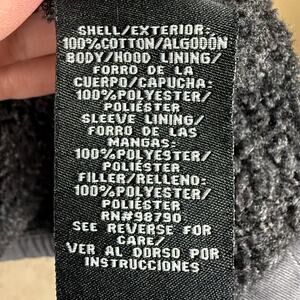 SHELL/EXTERIOR:
100%COTTON/ALGODÓN
BODY/HOOD LINING/
FORRO DE LA
CUERPO/CAPUCHA:
100%POLYESTER/
POLIÉSTER
SLEEVE LINING/
FORRO DE LAS
MANGAS:
100%POLYESTER/
POLIÉSTER
FILLER/RELLENO:
100%POLYESTER/
POLIÉSTER
RN#98790
SEE REVERSE FOR
CARE/
VER AL DORSO POR
INSTRUCCIONES